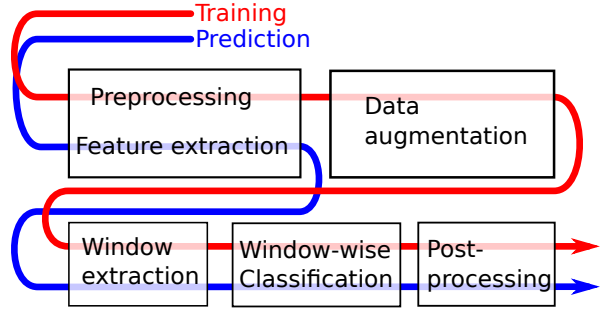 Training
Prediction
Preprocessing
Feature extraction
Data
augmentation
Window
extraction
Window-wise
Classification
Post-
processing